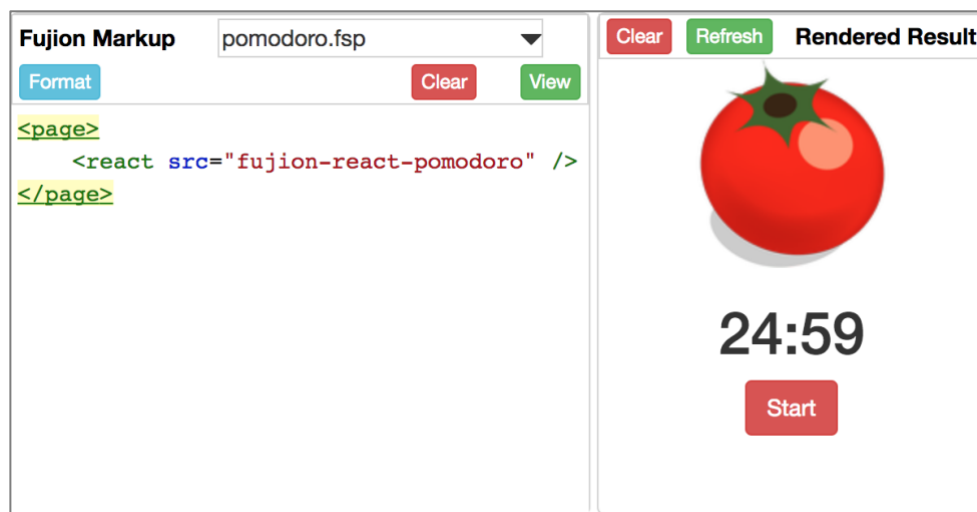 Fujion Markup pomodoro.fsp
Format Clear View
<page>
    <react src="fujion-react-pomodoro" />
</page>
Clear Refresh Rendered Result
24:59
Start